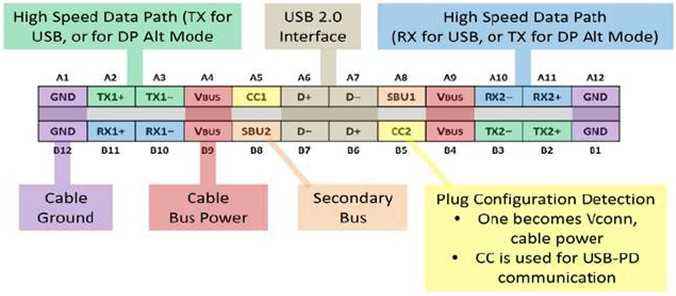 High Speed Data Path (TX for
USB, or for DP Alt Mode
USB 2.0
Interface
High Speed Data Path
(RX for USB, or TX for DP Alt Mode)
A1 A2 A3 A4 A5 A6 A7 A8 A9 A10 A11 A12
GND TX1+ TX1− VBUS CC1 D+ D− SBU1 VBUS RX2− RX2+ GND
GND RX1+ RX1− VBUS SBU2 D− D+ CC2 VBUS TX2− TX2+ GND
B12 B11 B10 B9 B8 B7 B6 B5 B4 B3 B2 B1
Cable
Ground
Cable
Bus Power
Secondary
Bus
Plug Configuration Detection
• One becomes Vconn,
cable power
• CC is used for USB-PD
communication